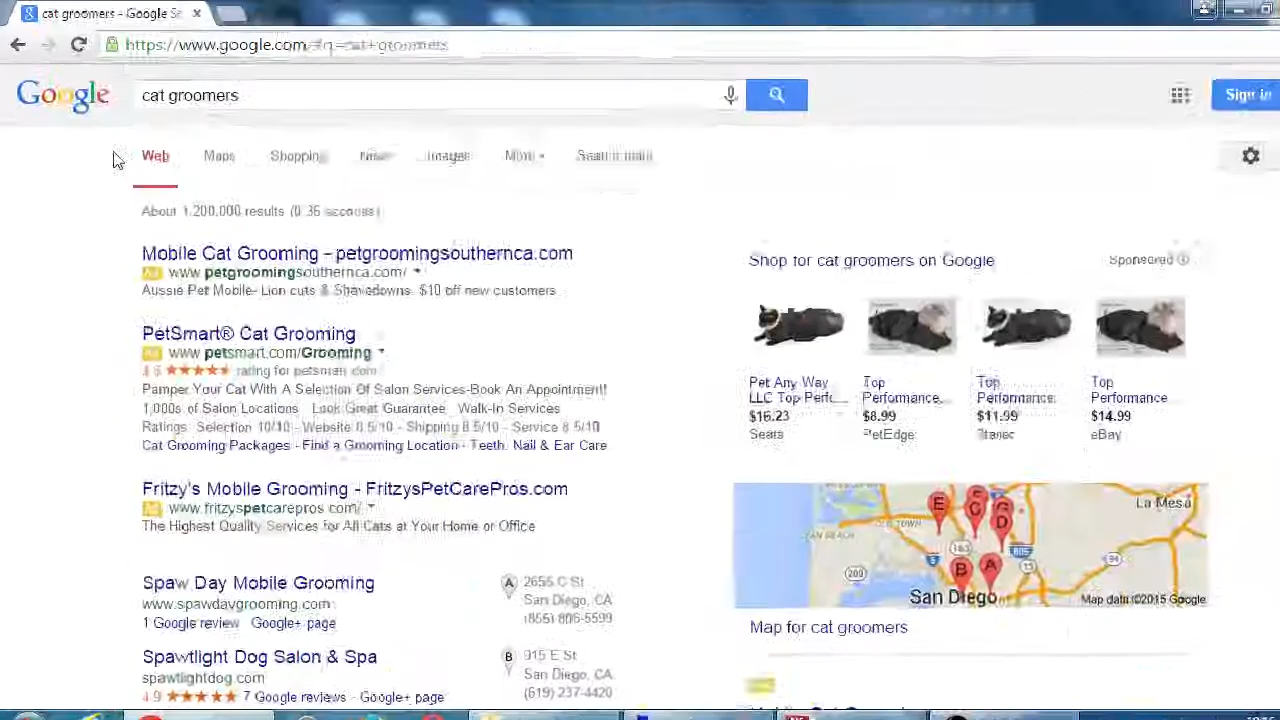 cat groomers - Google Se
https://www.google.com/#q=cat+groomers
Google
cat groomers
Sign in
Web Maps Shopping News Images More Search tools
About 1,200,000 results (0.36 seconds)
Mobile Cat Grooming - petgroomingsouthernca.com
Ad www.petgroomingsouthernca.com/
Aussie Pet Mobile- Lion cuts & Shavedowns. $10 off new customers
PetSmart® Cat Grooming
Ad www.petsmart.com/Grooming
rating for petsmart.com
Pamper Your Cat With A Selection Of Salon Services-Book An Appointment!
1,000s of Salon Locations Look Great Guarantee Walk-In Services
Ratings: Selection 10/10 - Website 8.5/10 - Shipping 8.5/10 - Service 8.5/10
Cat Grooming Packages - Find a Grooming Location - Teeth, Nail & Ear Care
Fritzy's Mobile Grooming - FritzysPetCarePros.com
Ad www.fritzyspetcarepros.com/
The Highest Quality Services for All Cats at Your Home or Office
Spaw Day Mobile Grooming
www.spawdaygrooming.com
1 Google review Google+ page
A 2655 C St
San Diego, CA
(855) 806-5599
Spawtlight Dog Salon & Spa
spawtlightdog.com
4.9 7 Google reviews - Google+ page
B 915 E St
San Diego, CA
(619) 237-4420
Shop for cat groomers on Google
Sponsored
Pet Any Way
LLC Top Perfo...
$16.23
Sears
Top
Performance...
$8.99
PetEdge
Top
Performance
$11.99
Top
Performance
$14.99
eBay
OLD TOWN
La Mesa
E
C
D
B
A
163
5
805
15
94
209
San Diego
Map data ©2015 Google
Map for cat groomers